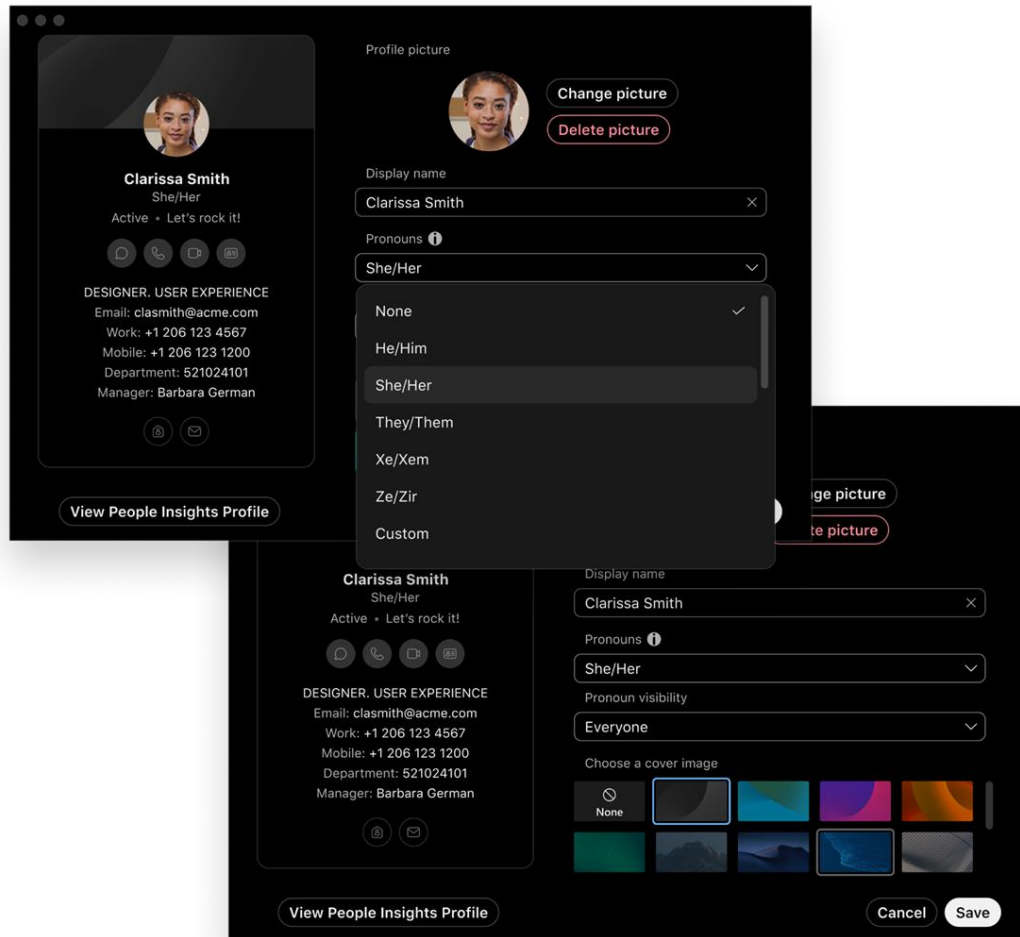 Profile picture
Change picture
Delete picture
Clarissa Smith
She/Her
Active • Let's rock it!
DESIGNER. USER EXPERIENCE
Email: clasmith@acme.com
Work: +1 206 123 4567
Mobile: +1 206 123 1200
Department: 521024101
Manager: Barbara German
View People Insights Profile
Display name
Clarissa Smith
Pronouns
She/Her
None
He/Him
She/Her
They/Them
Xe/Xem
Ze/Zir
Custom
picture
picture
Clarissa Smith
She/Her
Active • Let's rock it!
DESIGNER. USER EXPERIENCE
Email: clasmith@acme.com
Work: +1 206 123 4567
Mobile: +1 206 123 1200
Department: 521024101
Manager: Barbara German
View People Insights Profile
Display name
Clarissa Smith
Pronouns
She/Her
Pronoun visibility
Everyone
Choose a cover image
None
Cancel
Save